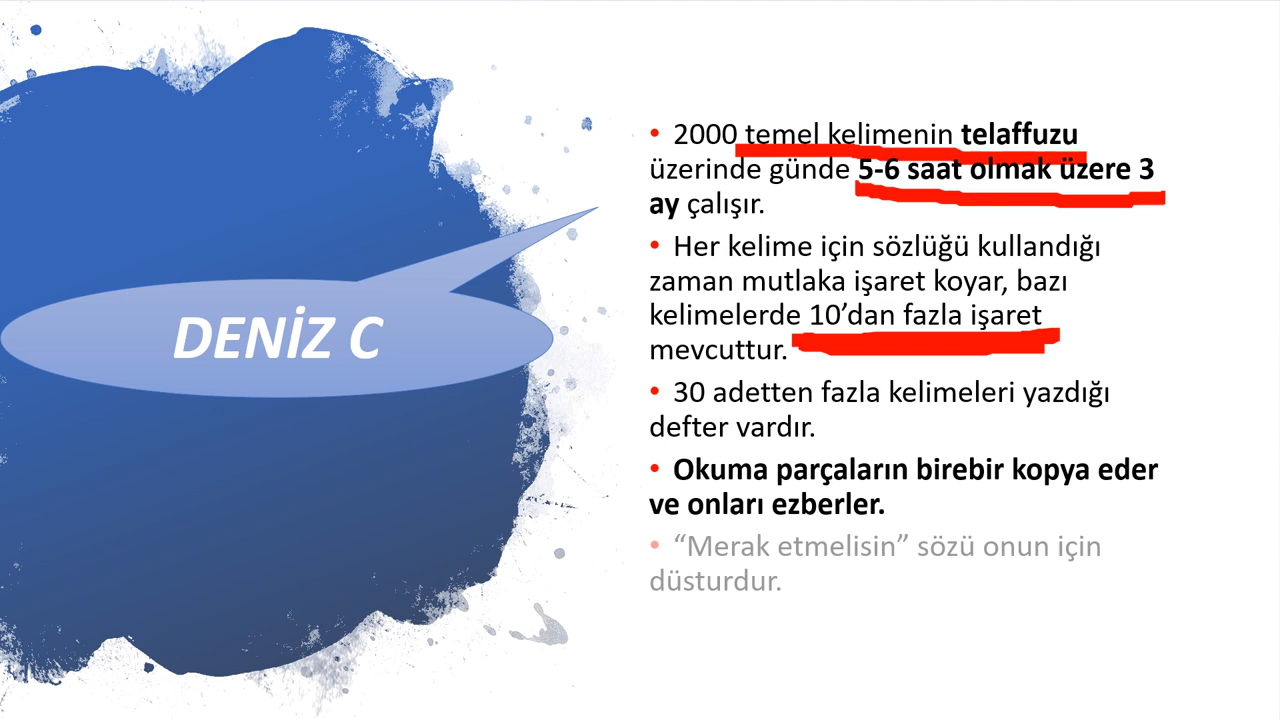 DENİZ C
• 2000 temel kelimenin telaffuzu
üzerinde günde 5-6 saat olmak üzere 3
ay çalışır.
• Her kelime için sözlüğü kullandığı
zaman mutlaka işaret koyar, bazı
kelimelerde 10’dan fazla işaret
mevcuttur.
• 30 adetten fazla kelimeleri yazdığı
defter vardır.
• Okuma parçaların birebir kopya eder
ve onları ezberler.
• “Merak etmelisin” sözü onun için
düsturdur.